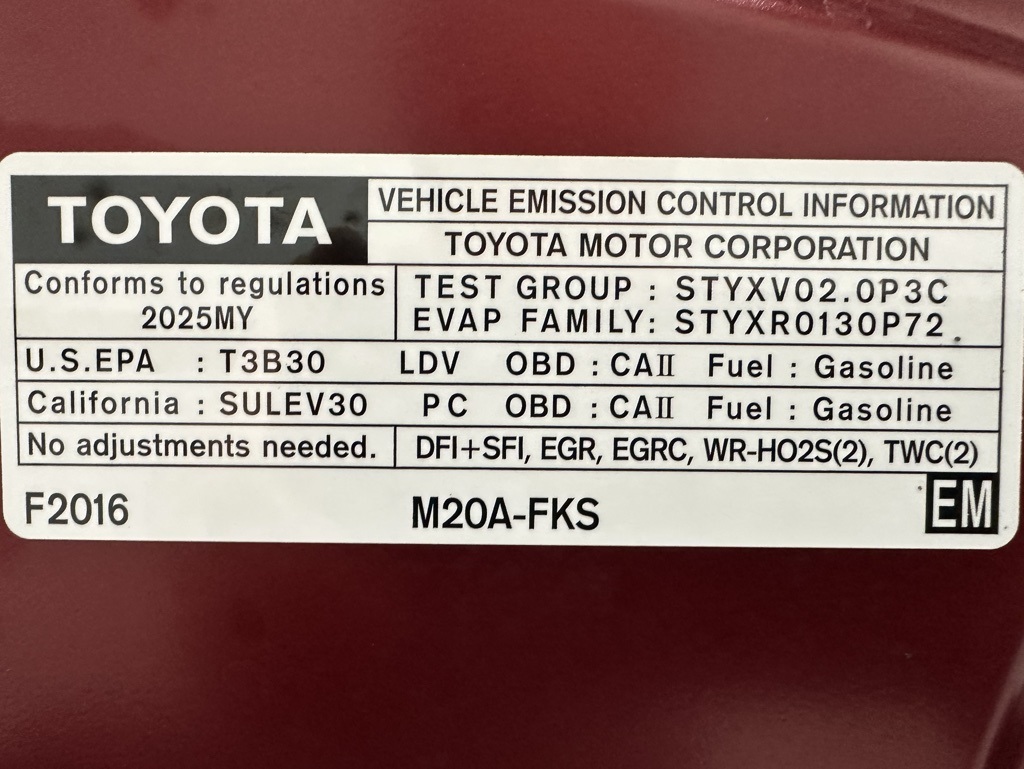 TOYOTA
VEHICLE EMISSION CONTROL INFORMATION
TOYOTA MOTOR CORPORATION
Conforms to regulations
2025MY
TEST GROUP : STYXV02.0P3C
EVAP FAMILY: STYXR0130P72
U.S.EPA : T3B30 LDV OBD : CAII Fuel : Gasoline
California : SULEV30 PC OBD : CAII Fuel : Gasoline
No adjustments needed.
DFI+SFI, EGR, EGRC, WR-HO2S(2), TWC(2)
F2016 M20A-FKS EM